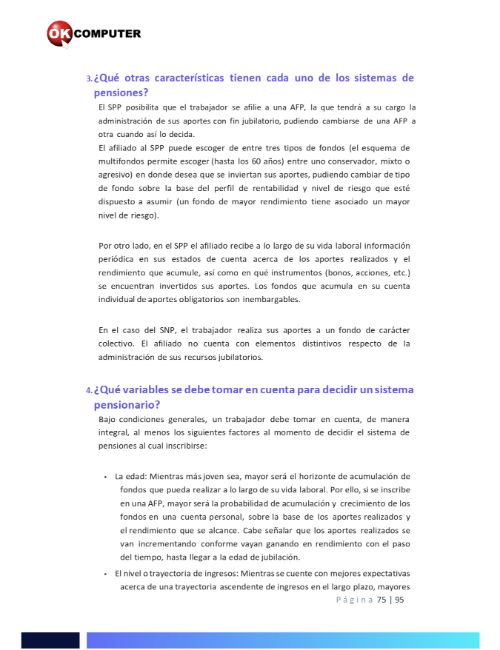 OK COMPUTER
3. ¿Qué otras características tienen cada uno de los sistemas de
pensiones?
El SPP posibilita que el trabajador se afilie a una AFP, la que tendrá a su cargo la
administración de sus aportes con fin jubilatorio, pudiendo cambiarse de una AFP a
otra cuando así lo decida.
El afiliado al SPP puede escoger de entre tres tipos de fondos (el esquema de
multifondos permite escoger (hasta los 60 años) entre uno conservador, mixto o
agresivo) en donde desea que se inviertan sus aportes, pudiendo cambiar de tipo
de fondo sobre la base del perfil de rentabilidad y nivel de riesgo que esté
dispuesto a asumir (un fondo de mayor rendimiento tiene asociado un mayor
nivel de riesgo).
Por otro lado, en el SPP el afiliado recibe a lo largo de su vida laboral información
periódica en sus estados de cuenta acerca de los aportes realizados y el
rendimiento que acumule, así como en qué instrumentos (bonos, acciones, etc.)
se encuentran invertidos sus aportes. Los fondos que acumula en su cuenta
individual de aportes obligatorios son inembargables.
En el caso del SNP, el trabajador realiza sus aportes a un fondo de carácter
colectivo. El afiliado no cuenta con elementos distintivos respecto de la
administración de sus recursos jubilatorios.
4. ¿Qué variables se debe tomar en cuenta para decidir un sistema
pensionario?
Bajo condiciones generales, un trabajador debe tomar en cuenta, de manera
integral, al menos los siguientes factores al momento de decidir el sistema de
pensiones al cual inscribirse:
• La edad: Mientras más joven sea, mayor será el horizonte de acumulación de
fondos que pueda realizar a lo largo de su vida laboral. Por ello, si se inscribe
en una AFP, mayor será la probabilidad de acumulación y crecimiento de los
fondos en una cuenta personal, sobre la base de los aportes realizados y
el rendimiento que se alcance. Cabe señalar que los aportes realizados se
van incrementando conforme vayan ganando en rendimiento con el paso
del tiempo, hasta llegar a la edad de jubilación.
• El nivel o trayectoria de ingresos: Mientras se cuente con mejores expectativas
acerca de una trayectoria ascendente de ingresos en el largo plazo, mayores
Página 75 | 95